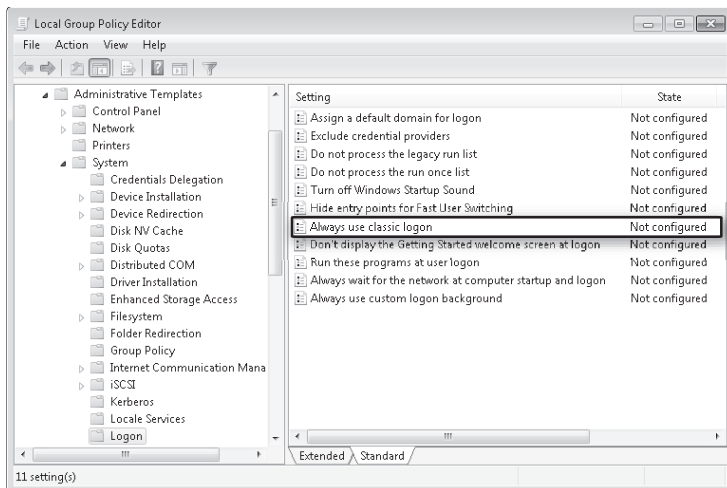 Local Group Policy Editor
File Action View Help
Administrative Templates
Control Panel
Network
Printers
System
Credentials Delegation
Device Installation
Device Redirection
Disk NV Cache
Disk Quotas
Distributed COM
Driver Installation
Enhanced Storage Access
Filesystem
Folder Redirection
Group Policy
Internet Communication Mana
iSCSI
Kerberos
Locale Services
Logon
Setting State
Assign a default domain for logon Not configured
Exclude credential providers Not configured
Do not process the legacy run list Not configured
Do not process the run once list Not configured
Turn off Windows Startup Sound Not configured
Hide entry points for Fast User Switching Not configured
Always use classic logon Not configured
Don't display the Getting Started welcome screen at logon Not configured
Run these programs at user logon Not configured
Always wait for the network at computer startup and logon Not configured
Always use custom logon background Not configured
Extended Standard
11 setting(s)